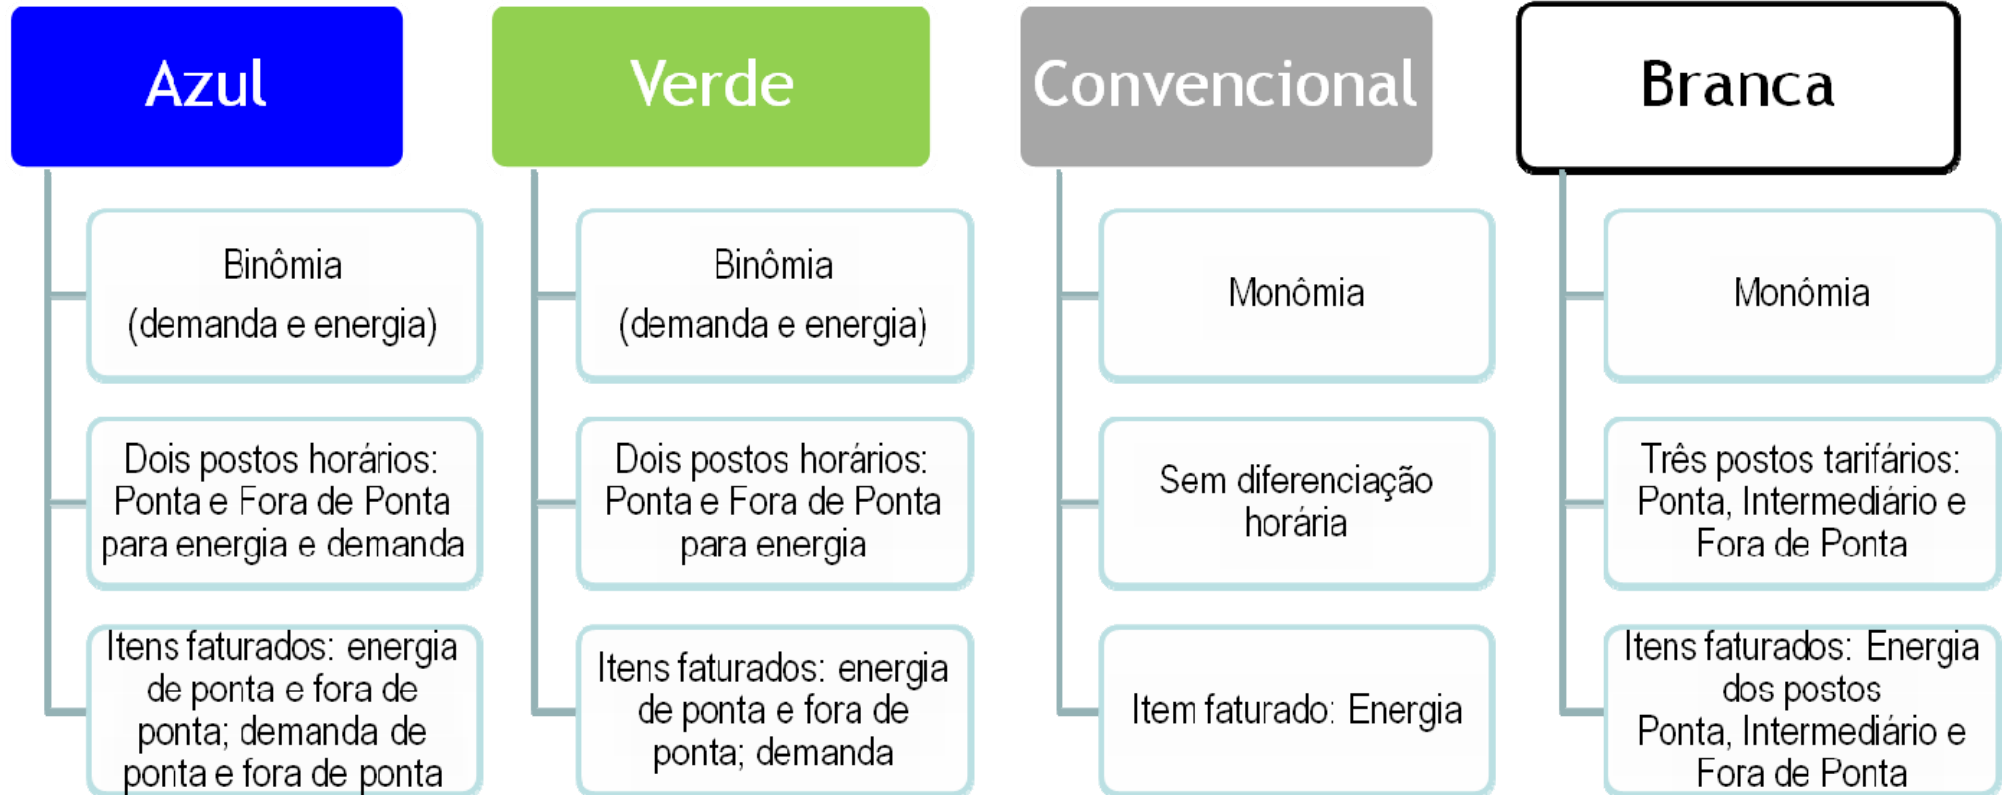 Azul
Binômia
(demanda e energia)
Dois postos horários:
Ponta e Fora de Ponta
para energia e demanda
Itens faturados: energia
de ponta e fora de
ponta; demanda de
ponta e fora de ponta
Verde
Binômia
(demanda e energia)
Dois postos horários:
Ponta e Fora de Ponta
para energia
Itens faturados: energia
de ponta e fora de
ponta; demanda
Convencional
Monômia
Sem diferenciação
horária
Item faturado: Energia
Branca
Monômia
Três postos tarifários:
Ponta, Intermediário e
Fora de Ponta
Itens faturados: Energia
dos postos
Ponta, Intermediário e
Fora de Ponta